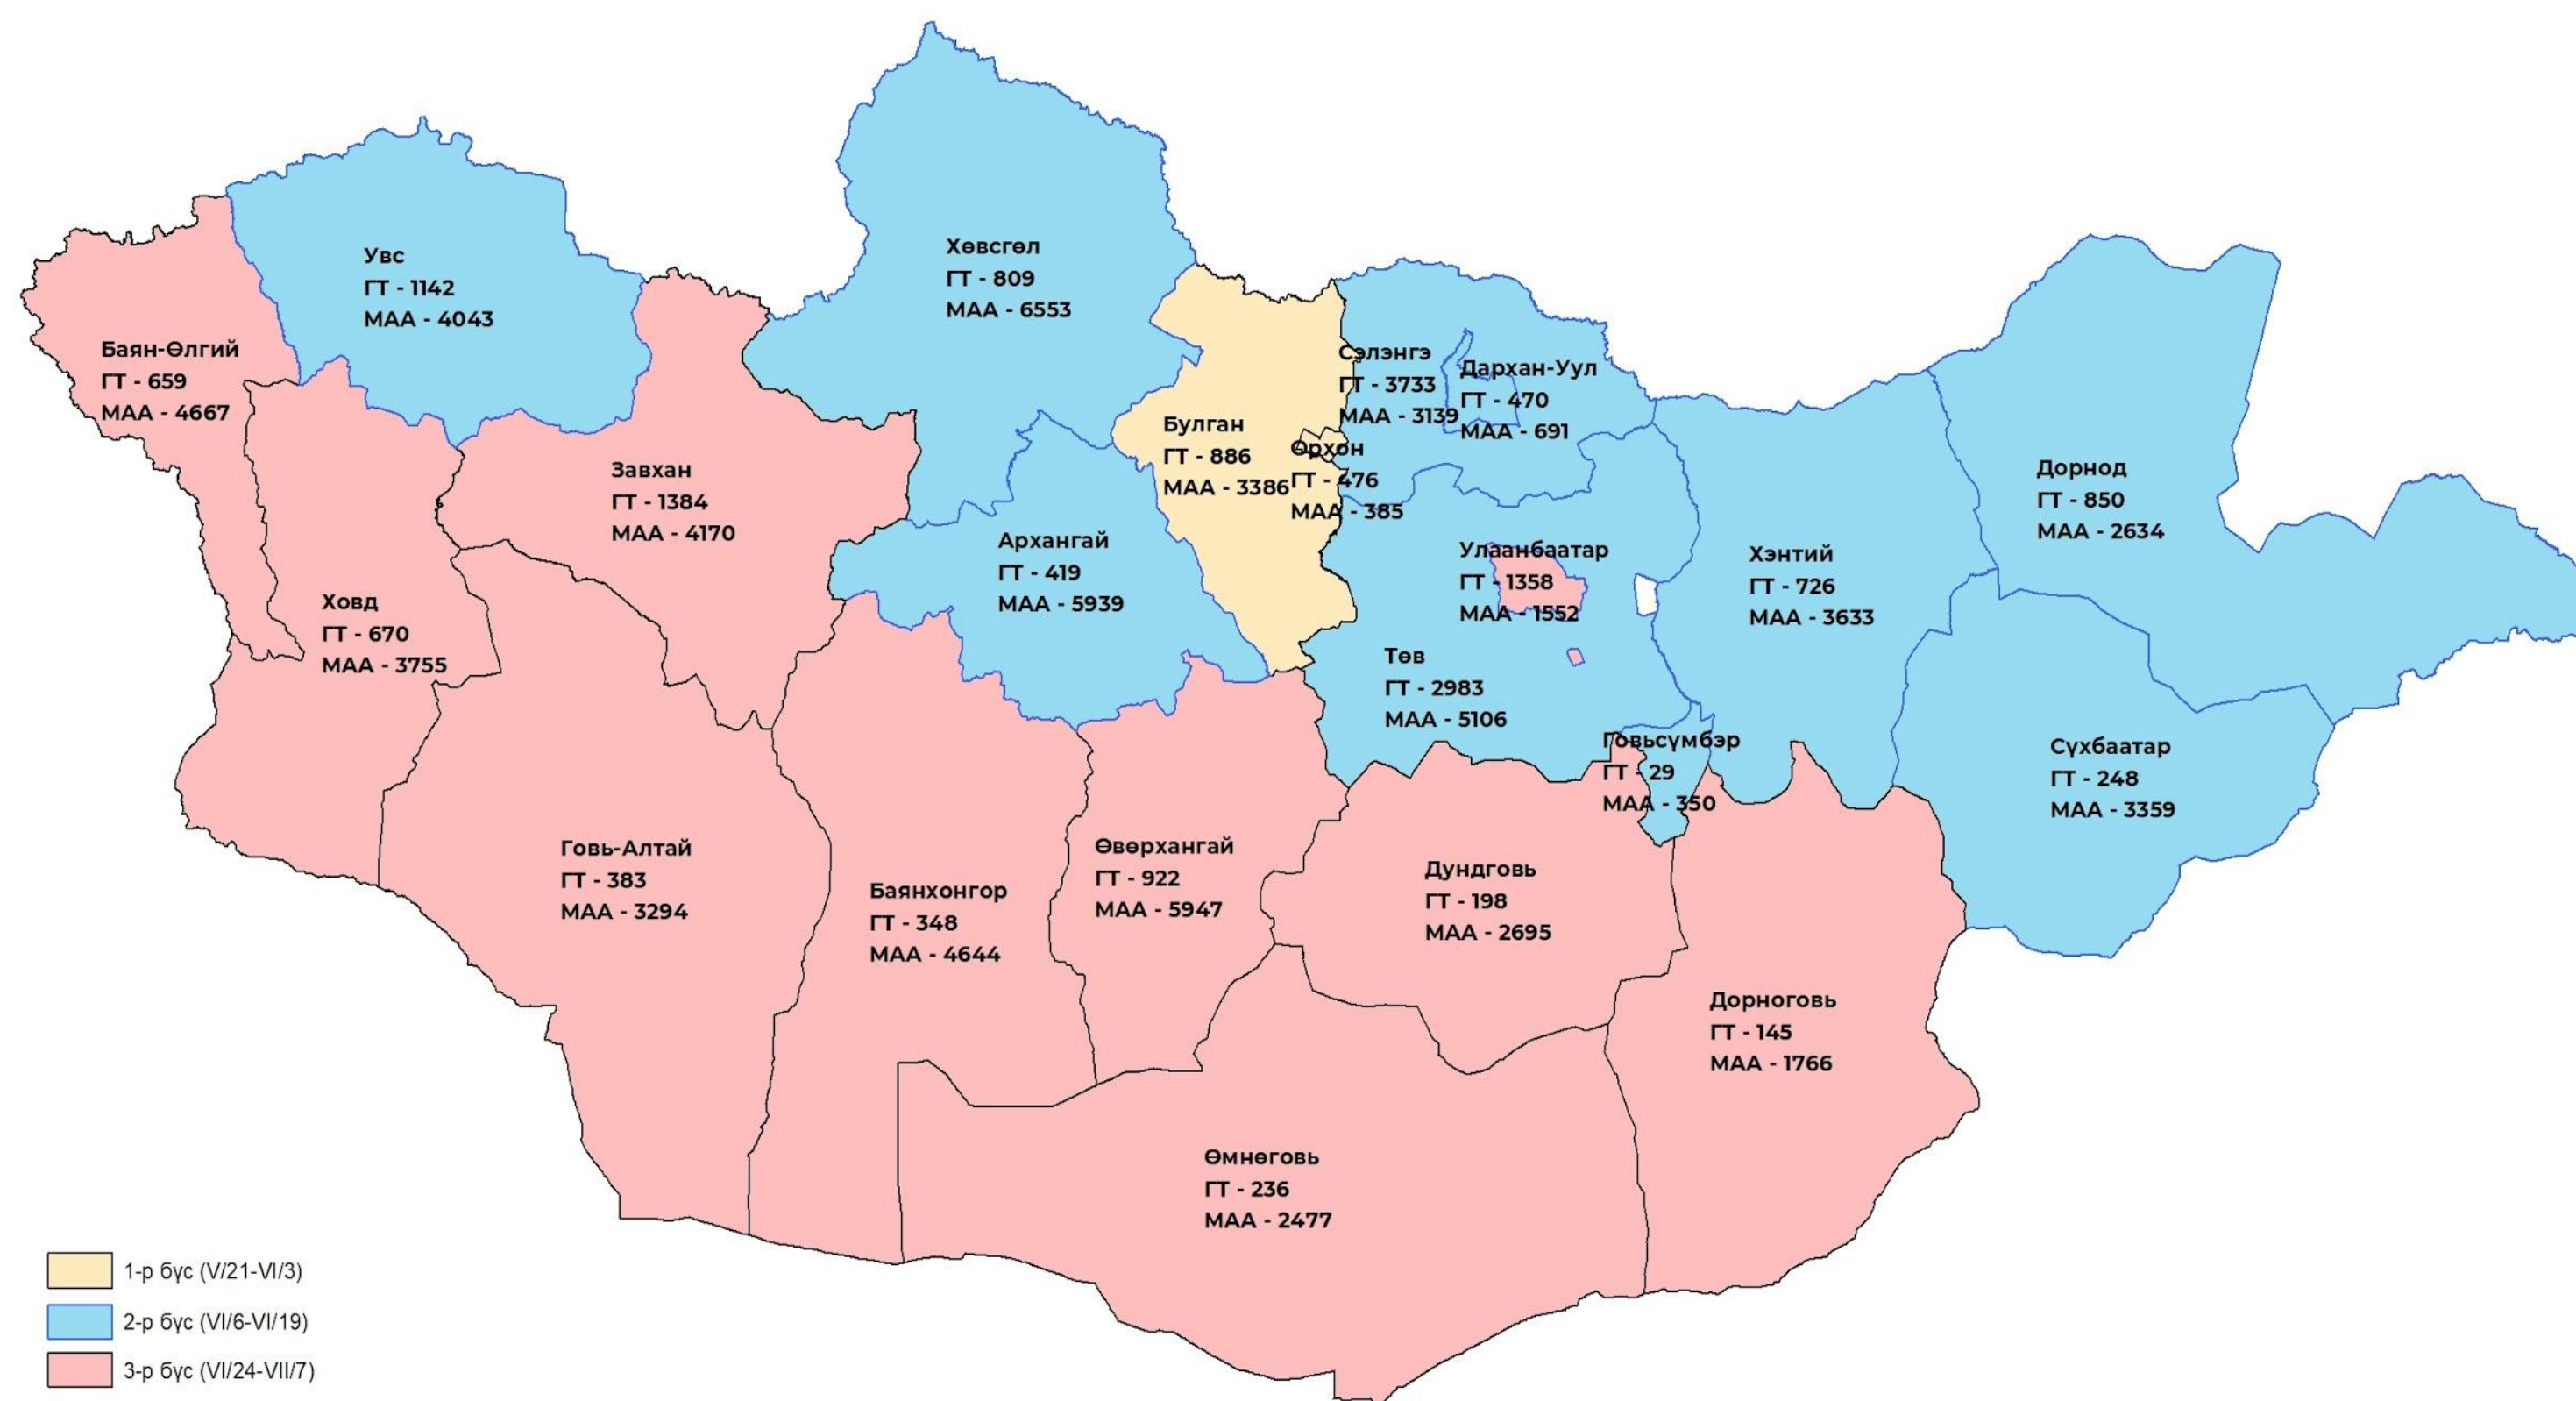 Увс
ГТ - 1142
МАА - 4043
Хөвсгөл
ГТ - 809
МАА - 6553
Баян-Өлгий
ГТ - 659
МАА - 4667
Сэлэнгэ
ГТ - 3733
МАА - 3139
Дархан-Уул
ГТ - 470
МАА - 691
Булган
ГТ - 886
МАА - 3386
Орхон
ГТ - 476
МАА - 385
Завхан
ГТ - 1384
МАА - 4170
Дорнод
ГТ - 850
МАА - 2634
Архангай
ГТ - 419
МАА - 5939
Улаанбаатар
ГТ - 1358
МАА - 1552
Хэнтий
ГТ - 726
МАА - 3633
Ховд
ГТ - 670
МАА - 3755
Төв
ГТ - 2983
МАА - 5106
Говьсүмбэр
ГТ - 29
МАА - 350
Сүхбаатар
ГТ - 248
МАА - 3359
Говь-Алтай
ГТ - 383
МАА - 3294
Баянхонгор
ГТ - 348
МАА - 4644
Өвөрхангай
ГТ - 922
МАА - 5947
Дундговь
ГТ - 198
МАА - 2695
Дорноговь
ГТ - 145
МАА - 1766
Өмнөговь
ГТ - 236
МАА - 2477
1-р бүс (V/21-VI/3)
2-р бүс (VI/6-VI/19)
3-р бүс (VI/24-VII/7)